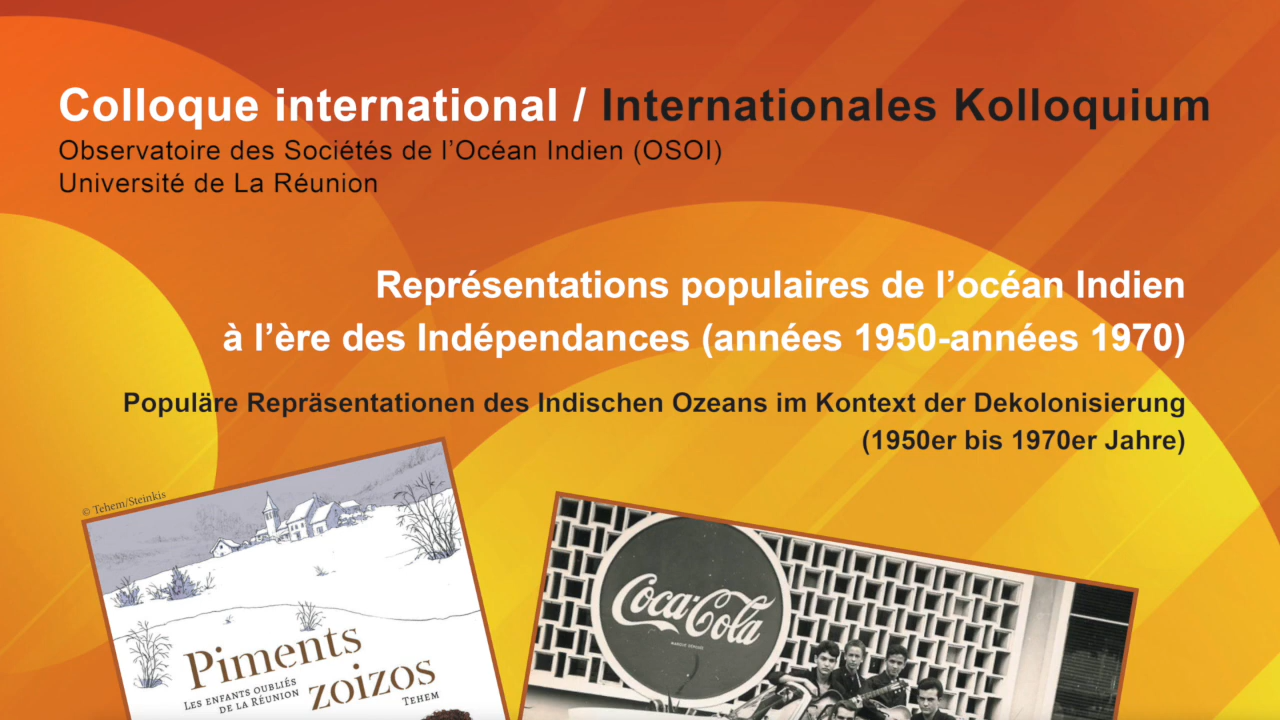 Colloque international / Internationales Kolloquium
Observatoire des Sociétés de l'Océan Indien (OSOI)
Université de La Réunion
Représentations populaires de l'océan Indien
à l'ère des Indépendances (années 1950-années 1970)
Populäre Repräsentationen des Indischen Ozeans im Kontext der Dekolonisierung
(1950er bis 1970er Jahre)
© Tehem/Steinkis
Piments
zoizos
LES ENFANTS OUBLIÉS
DE LA RÉUNION
TEHEM
Coca-Cola